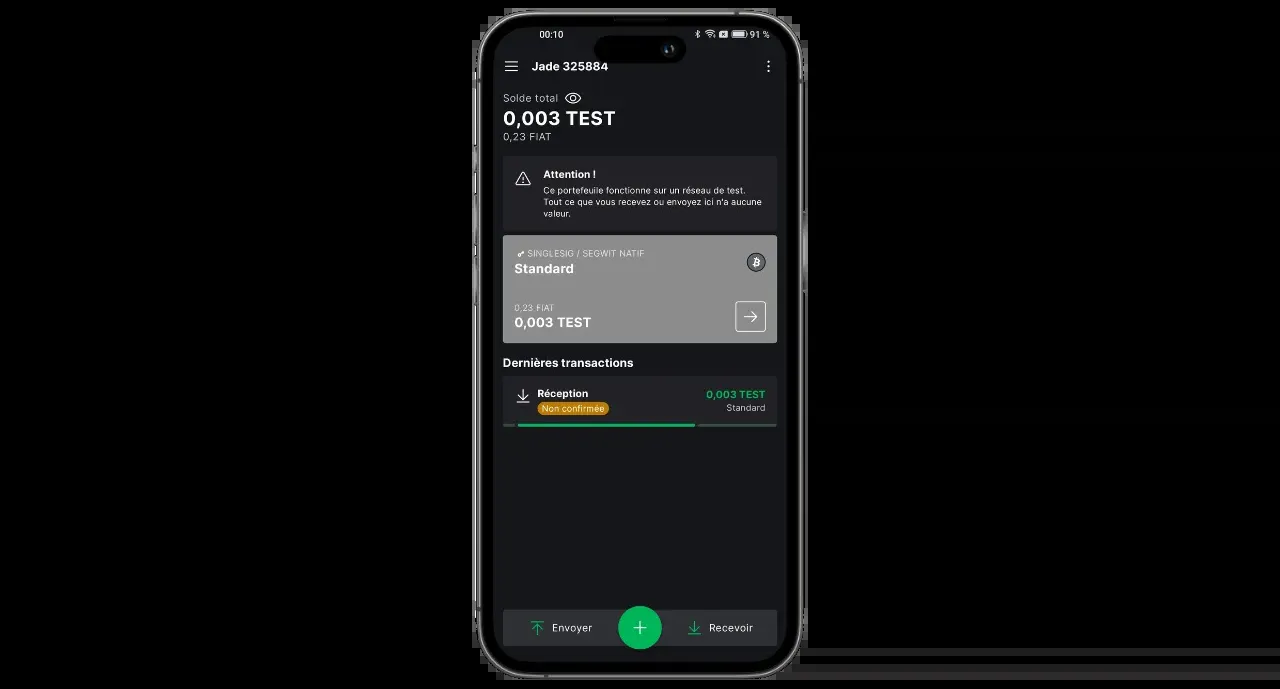 00:10
91 %
Jade 325884
Solde total
0,003 TEST
0,23 FIAT
Attention !
Ce portefeuille fonctionne sur un réseau de test.
Tout ce que vous recevez ou envoyez ici n'a aucune
valeur.
SINGLESIG / SEGWIT NATIF
Standard
0,23 FIAT
0,003 TEST
Dernières transactions
Réception
0,003 TEST
Non confirmée
Standard
Envoyer
Recevoir